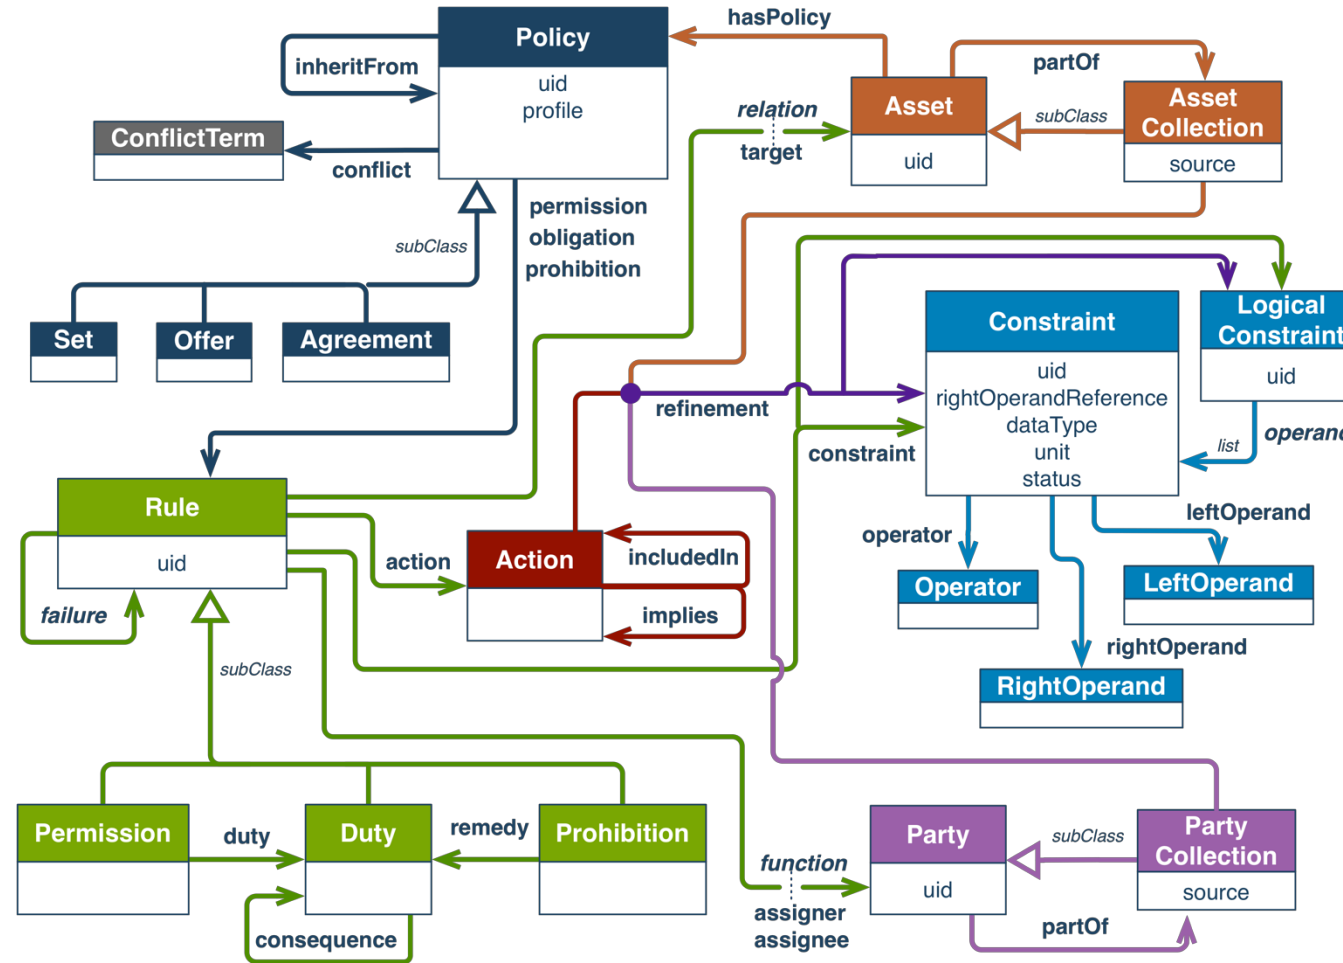 Policy
uid
profile
inheritFrom
ConflictTerm
conflict
hasPolicy
partOf
Asset
uid
subClass
Asset
Collection
source
relation
target
permission
obligation
prohibition
subClass
Set
Offer
Agreement
Constraint
uid
rightOperandReference
dataType
unit
status
Logical
Constraint
uid
refinement
constraint
list
operand
Rule
uid
failure
action
Action
includedIn
implies
operator
leftOperand
Operator
LeftOperand
rightOperand
RightOperand
subClass
Permission
duty
Duty
remedy
Prohibition
consequence
function
assigner
assignee
Party
uid
subClass
Party
Collection
source
partOf